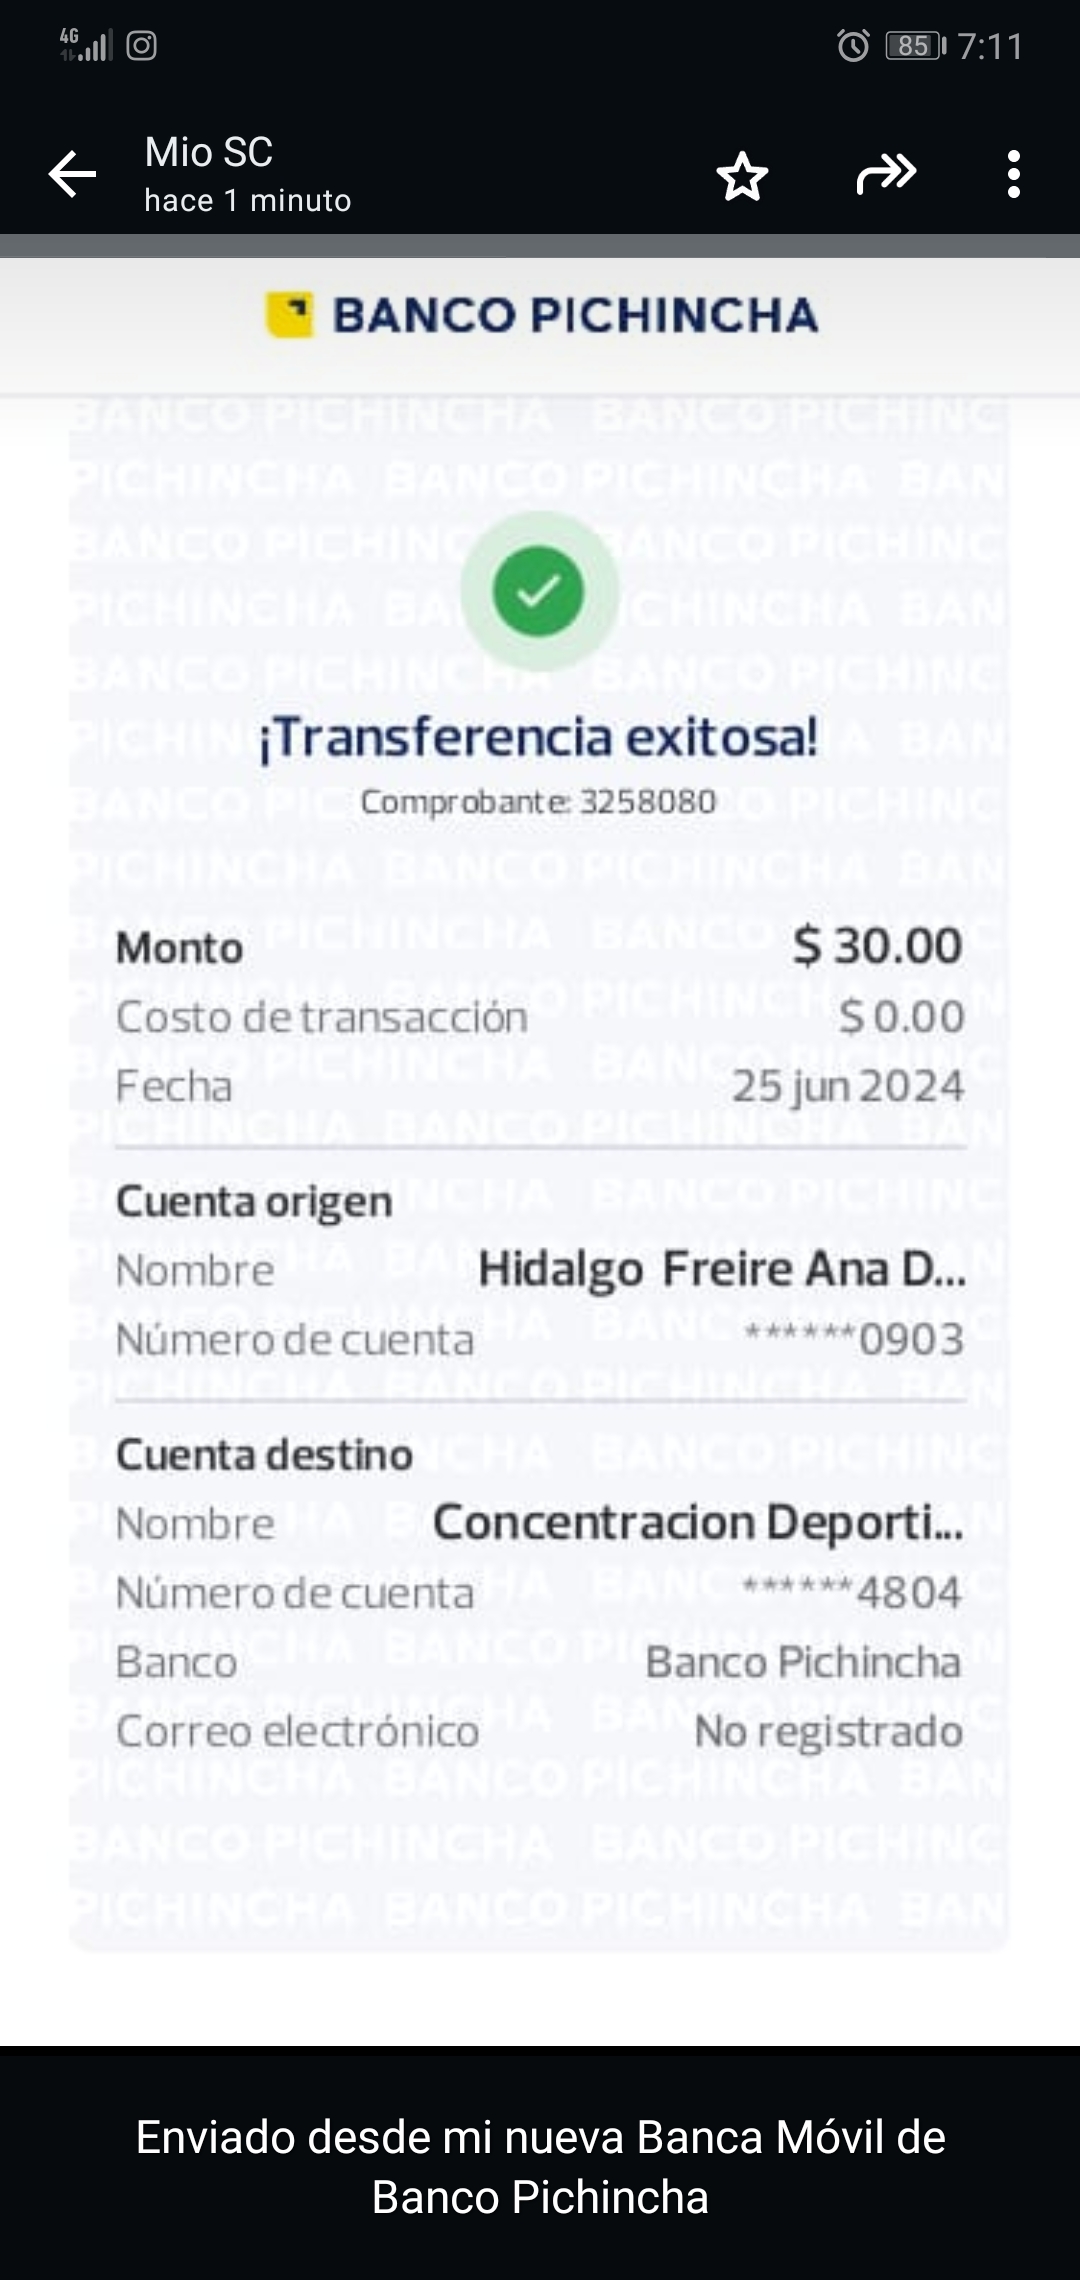 4G 85 7:11
Mio SC
hace 1 minuto
BANCO PICHINCHA
¡Transferencia exitosa!
Comprobante: 3258080
Monto $ 30.00
Costo de transacción $ 0.00
Fecha 25 jun 2024
Cuenta origen
Nombre Hidalgo Freire Ana D...
Número de cuenta ******0903
Cuenta destino
Nombre Concentracion Deporti...
Número de cuenta ******4804
Banco Banco Pichincha
Correo electrónico No registrado
Enviado desde mi nueva Banca Móvil de
Banco Pichincha